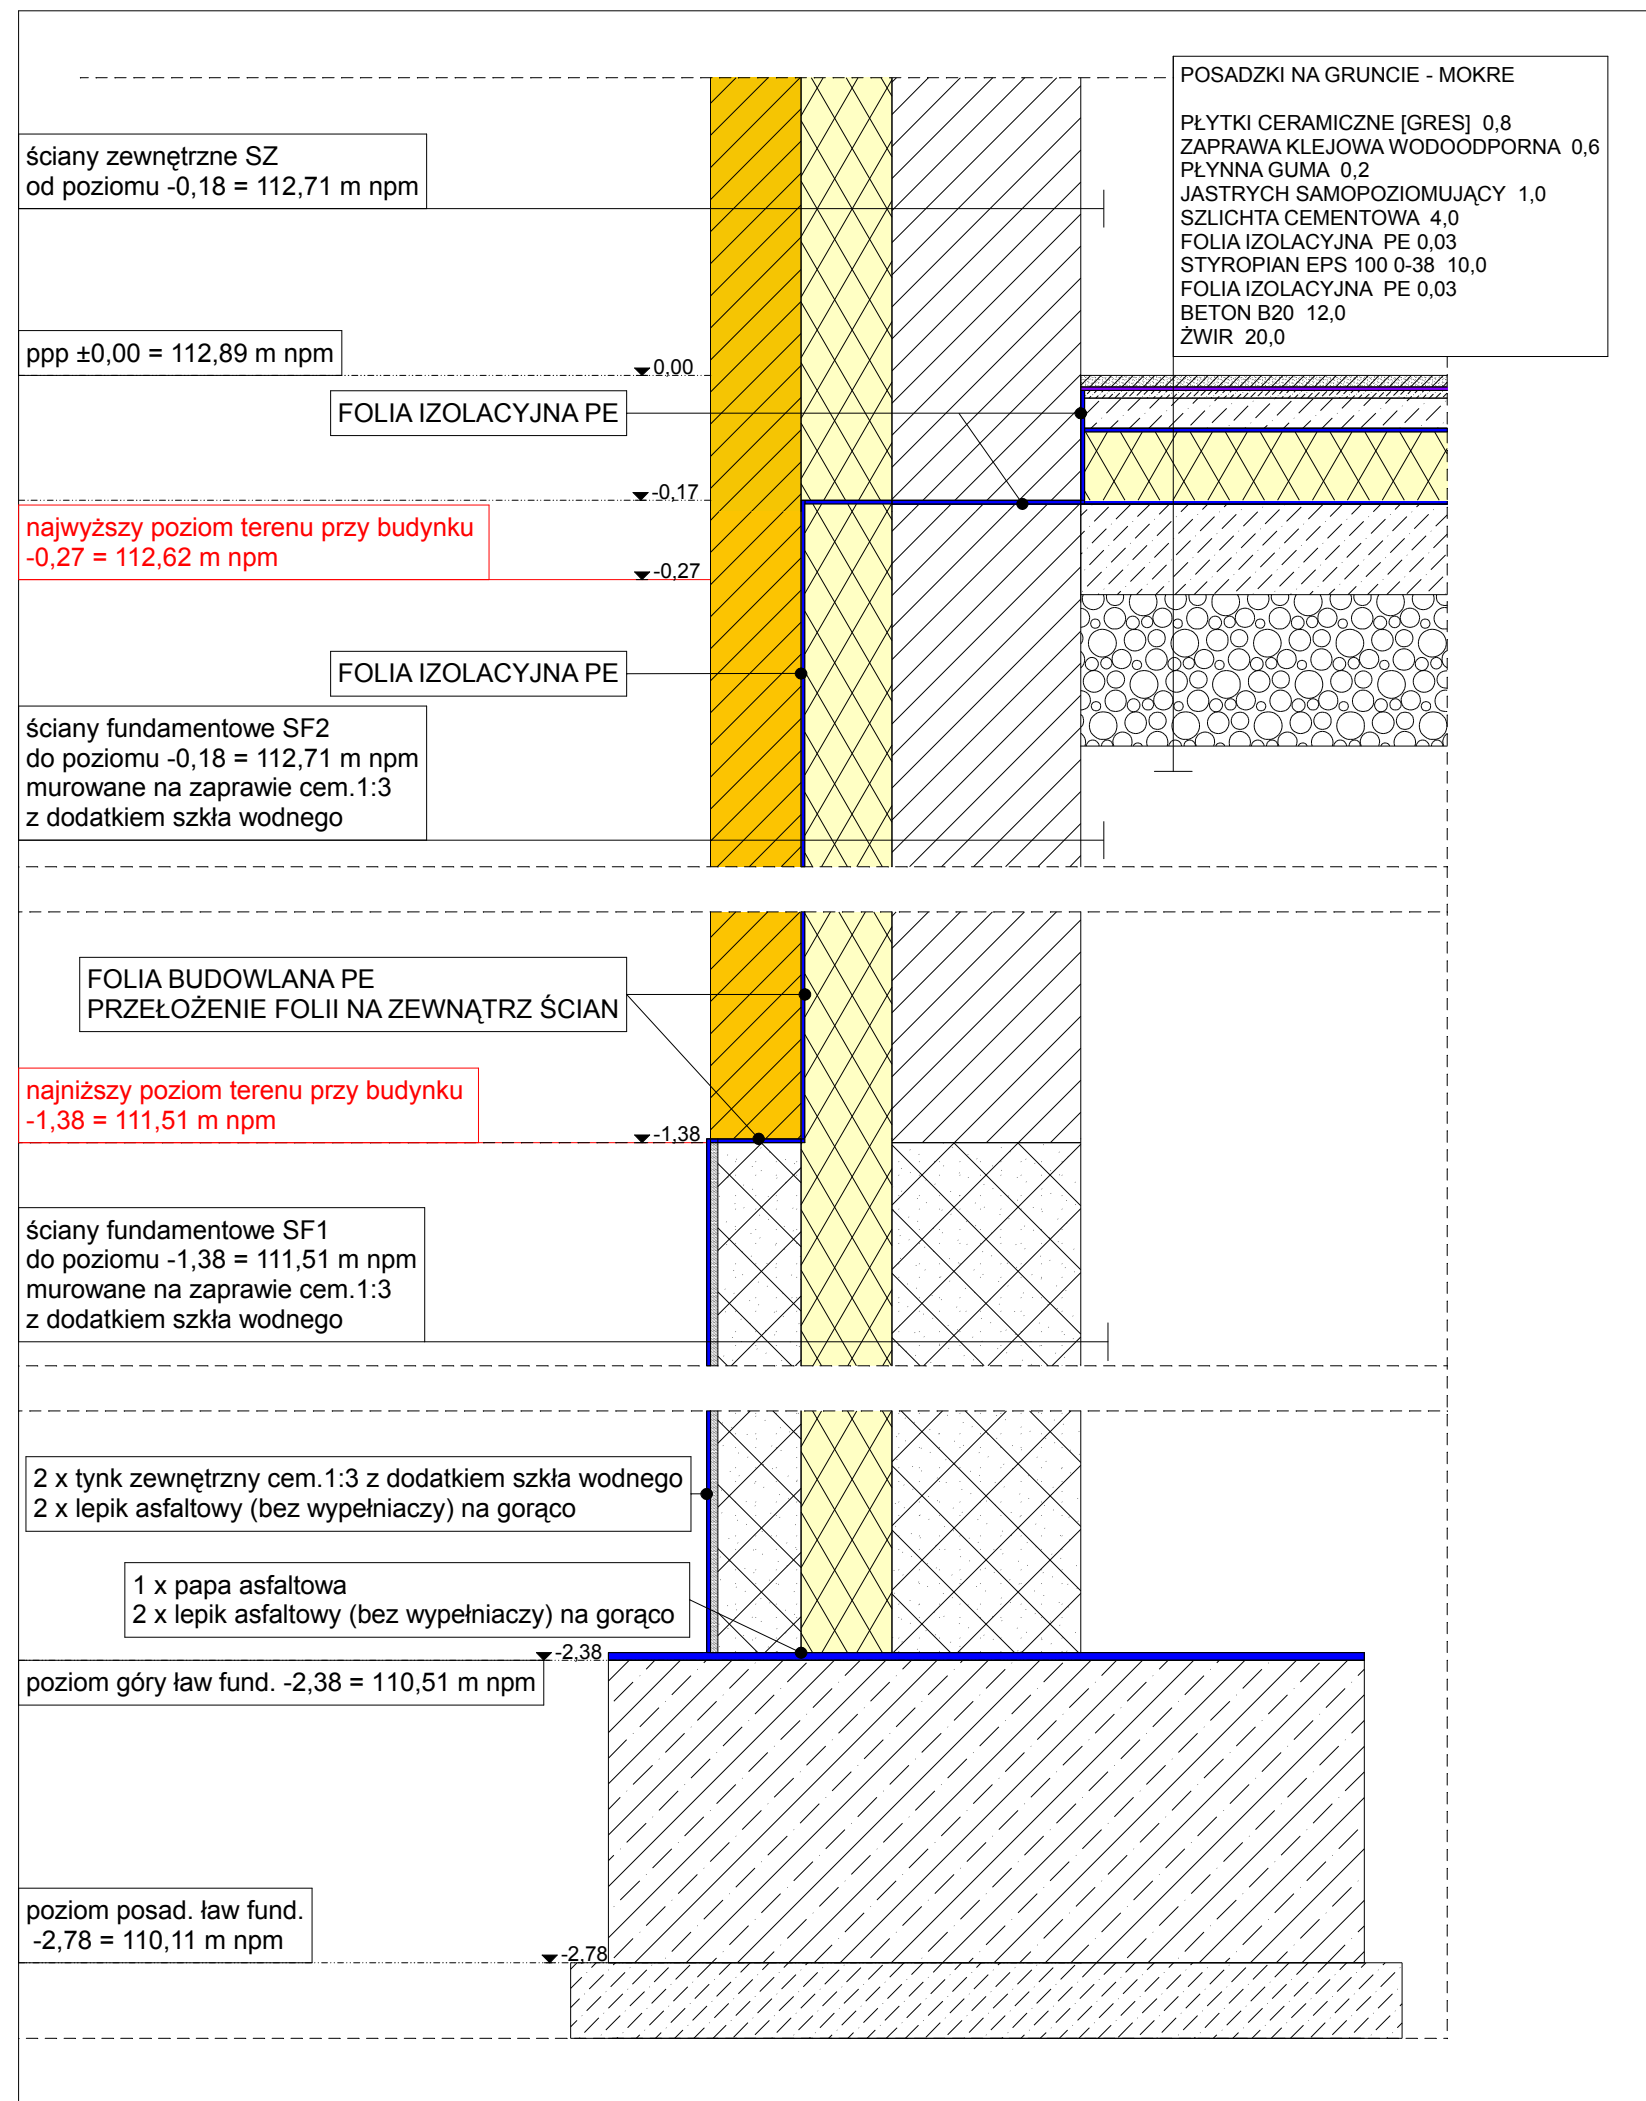 POSADZKI NA GRUNCIE - MOKRE
PŁYTKI CERAMICZNE [GRES]  0,8
ZAPRAWA KLEJOWA WODOODPORNA  0,6
PŁYNNA GUMA  0,2
JASTRYCH SAMOPOZIOMUJĄCY  1,0
SZLICHTA CEMENTOWA  4,0
FOLIA IZOLACYJNA  PE 0,03
STYROPIAN EPS 100 0-38  10,0
FOLIA IZOLACYJNA  PE 0,03
BETON B20  12,0
ŻWIR  20,0
ściany zewnętrzne SZ
od poziomu -0,18 = 112,71 m npm
ppp ±0,00 = 112,89 m npm
0,00
FOLIA IZOLACYJNA PE
-0,17
najwyższy poziom terenu przy budynku
-0,27 = 112,62 m npm
-0,27
FOLIA IZOLACYJNA PE
ściany fundamentowe SF2
do poziomu -0,18 = 112,71 m npm
murowane na zaprawie cem.1:3
z dodatkiem szkła wodnego
FOLIA BUDOWLANA PE
PRZEŁOŻENIE FOLII NA ZEWNĄTRZ ŚCIAN
najniższy poziom terenu przy budynku
-1,38 = 111,51 m npm
-1,38
ściany fundamentowe SF1
do poziomu -1,38 = 111,51 m npm
murowane na zaprawie cem.1:3
z dodatkiem szkła wodnego
2 x tynk zewnętrzny cem.1:3 z dodatkiem szkła wodnego
2 x lepik asfaltowy (bez wypełniaczy) na gorąco
1 x papa asfaltowa
2 x lepik asfaltowy (bez wypełniaczy) na gorąco
-2,38
poziom góry ław fund. -2,38 = 110,51 m npm
poziom posad. ław fund.
-2,78 = 110,11 m npm
-2,78